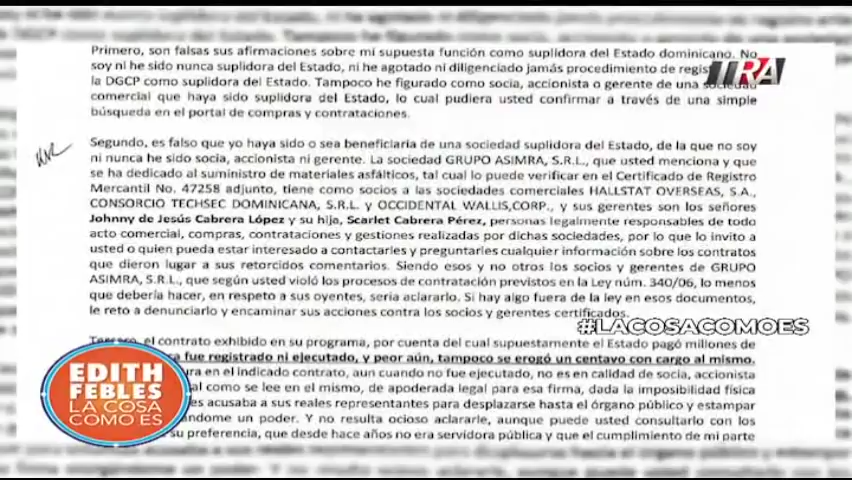 Primero, son falsas sus afirmaciones sobre mi supuesta función como suplidora del Estado dominicano. No
soy ni he sido nunca suplidora del Estado, ni he agotado ni diligenciado jamás procedimiento de
la DGCP como suplidora del Estado. Tampoco he figurado como socia, accionista o gerente de una sociedad
comercial que haya sido suplidora del Estado, lo cual pudiera usted confirmar a través de una simple
búsqueda en el portal de compras y contrataciones.
Segundo, es falso que yo haya sido o sea beneficiaria de una sociedad suplidora del Estado, de la que no soy
ni nunca he sido socia, accionista ni gerente. La sociedad GRUPO ASIMRA, S.R.L., que usted menciona y que
se ha dedicado al suministro de materiales asfálticos, tal cual lo puede verificar en el Certificado de Registro
Mercantil No. 47258 adjunto, tiene como socios a las sociedades comerciales HALLSTAT OVERSEAS, S.A.,
CONSORCIO TECHSEC DOMINICANA, S.R.L. y OCCIDENTAL WALLIS,CORP., y sus gerentes son los señores
Johnny de Jesús Cabrera López y su hija, Scarlet Cabrera Pérez, personas legalmente responsables de todo
acto comercial, compras, contrataciones y gestiones realizadas por dichas sociedades, por lo que lo invito a
usted o quien pueda estar interesado a contactarles y preguntarles cualquier información sobre los contratos
que dieron lugar a sus retorcidos comentarios. Siendo esos y no otros los socios y gerentes de GRUPO
ASIMRA, S.R.L., que según usted violó los procesos de contratación previstos en la Ley núm. 340/06, lo menos
que debería hacer, en respeto a sus oyentes, sería aclararlo. Si hay algo fuera de la ley en esos documentos,
le reto a denunciarlo y encaminar sus acciones contra los socios y gerentes certificados.
#LACOSACOMOES
el contrato exhibido en su programa, por cuenta del cual supuestamente el Estado pagó millones de
fue registrado ni ejecutado, y peor aún, tampoco se erogó un centavo con cargo al mismo.
en el indicado contrato, aun cuando no fue ejecutado, no es en calidad de socia, accionista
como se lee en el mismo, de apoderada legal para esa firma, dada la imposibilidad física
acusaba a sus reales representantes para desplazarse hasta el órgano público y estampar
un poder. Y no resulta ocioso aclararle, aunque puede usted consultarlo con los
su preferencia, que desde hace años no era servidora pública y que el cumplimiento de mi parte
EDITH
FEBLES
LA COSA
COMO ES